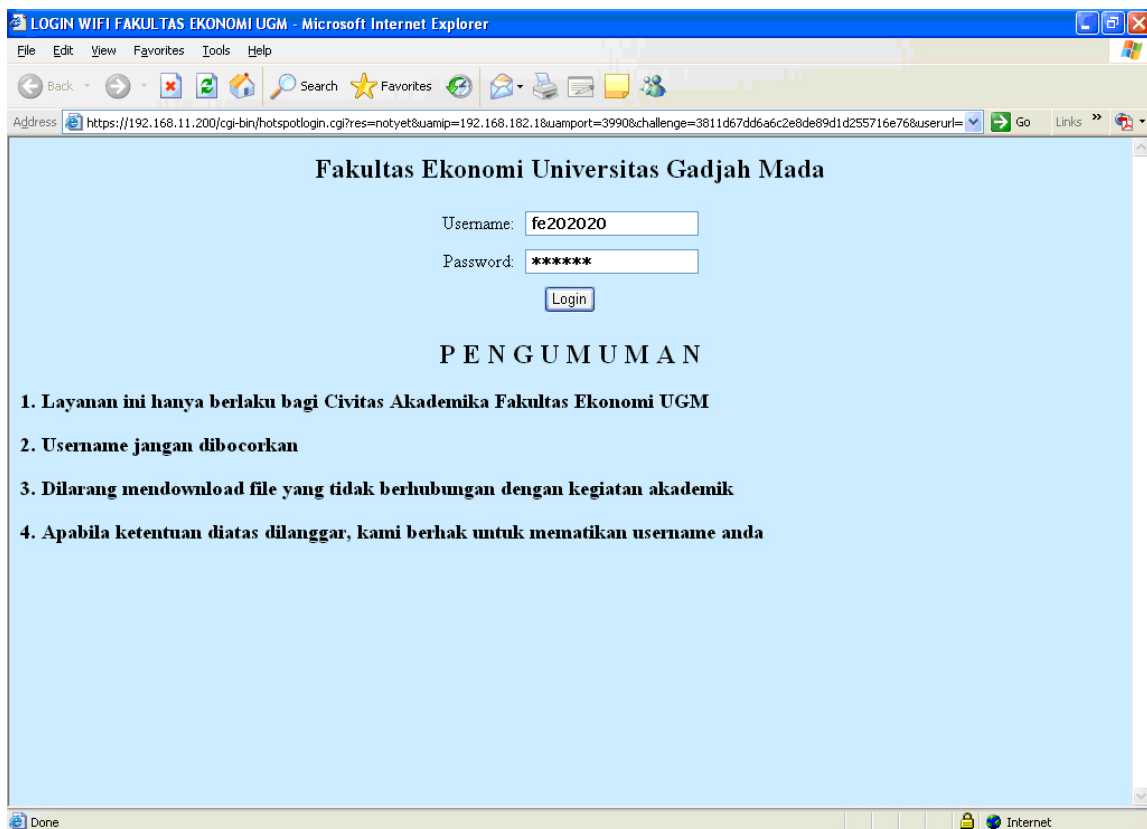 LOGIN WIFI FAKULTAS EKONOMI UGM - Microsoft Internet Explorer
File Edit View Favorites Tools Help
Back Search Favorites
Address https://192.168.11.200/cgi-bin/hotspotlogin.cgi?res=notyet&uamip=192.168.182.1&uamport=3990&challenge=3811d67dd6a6c2e8de89d1d255716e76&userurl= Go Links »
Fakultas Ekonomi Universitas Gadjah Mada
Username: fe202020
Password: ******
Login
P E N G U M U M A N
1. Layanan ini hanya berlaku bagi Civitas Akademika Fakultas Ekonomi UGM
2. Username jangan dibocorkan
3. Dilarang mendownload file yang tidak berhubungan dengan kegiatan akademik
4. Apabila ketentuan diatas dilanggar, kami berhak untuk mematikan username anda
Done Internet